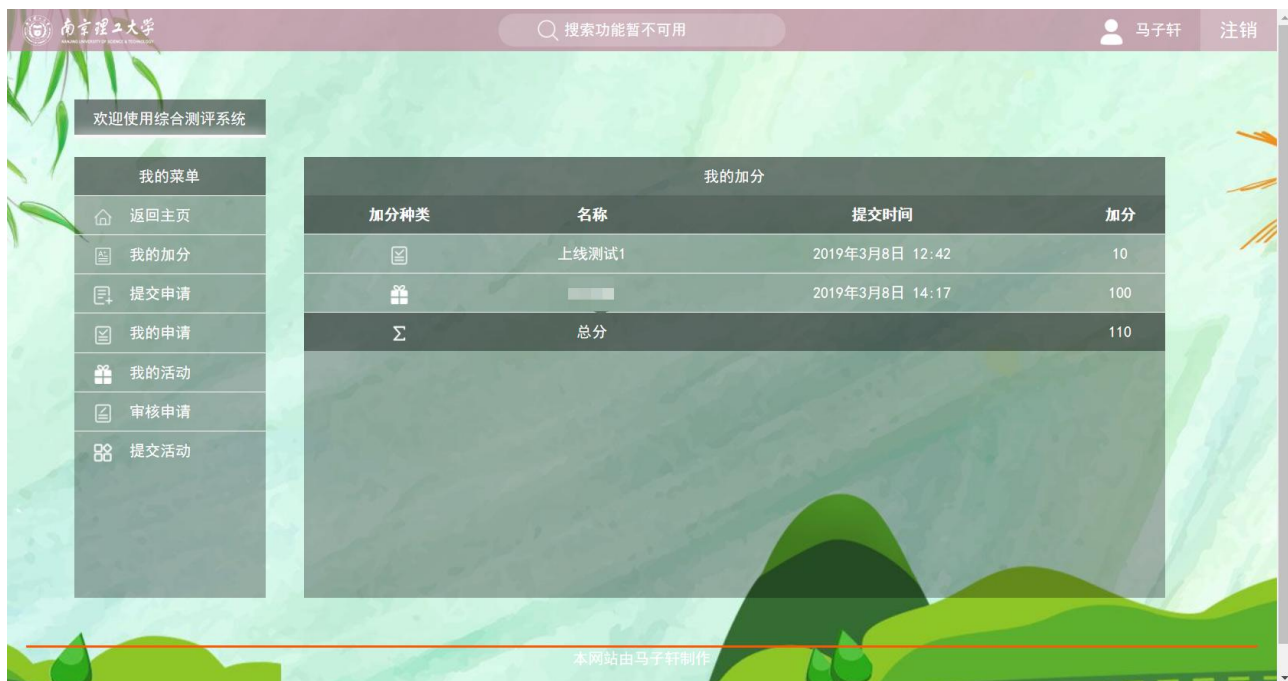 南京理工大学
NANJING UNIVERSITY OF SCIENCE & TECHNOLOGY
搜索功能暂不可用
马子轩
注销
欢迎使用综合测评系统
我的菜单
返回主页
我的加分
提交申请
我的申请
我的活动
审核申请
提交活动
我的加分
加分种类 名称 提交时间 加分
上线测试1 2019年3月8日 12:42 10
2019年3月8日 14:17 100
Σ 总分 110
本网站由马子轩制作